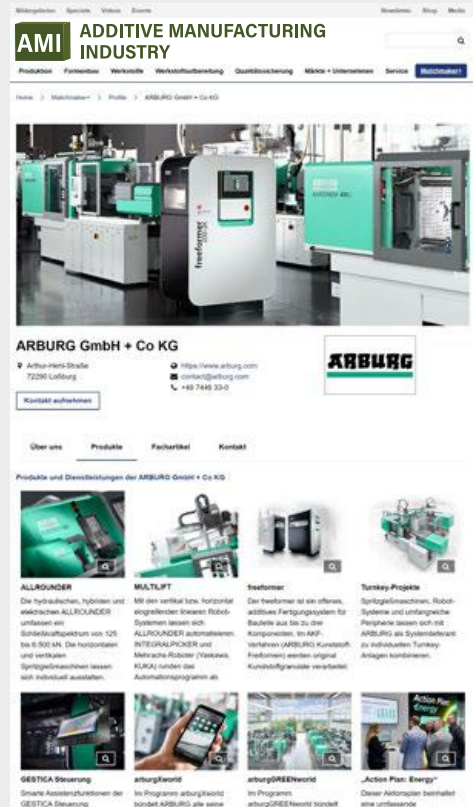 Bildergalerien Specials Videos Events
Newsletter Shop Media
AMI ADDITIVE MANUFACTURING
INDUSTRY
Produktion Formenbau Werkstoffe Werkstoffaufbereitung Qualitätssicherung Märkte + Unternehmen Service Matchmaker+
Home > Matchmaker+ > Profile > ARBURG GmbH + Co KG
freeformer
ARBURG GmbH + Co KG
Arthur-Hehl-Straße
72290 Loßburg
https://www.arburg.com
contact@arburg.com
+49 7446 33-0
ARBURG
Kontakt aufnehmen
Über uns Produkte Fachartikel Kontakt
Produkte und Dienstleistungen der ARBURG GmbH + Co KG
ALLROUNDER
Die hydraulischen, hybriden und
elektrischen ALLROUNDER
umfassen ein
Schließkraftspektrum von 125
bis 6.500 kN. Die horizontalen
und vertikalen
Spritzgießmaschinen lassen
sich individuell ausstatten.
MULTILIFT
Mit den vertikal bzw. horizontal
eingreifenden linearen Robot-
Systemen lassen sich
ALLROUNDER automatisieren.
INTEGRALPICKER und
Mehrachs-Roboter (Yaskawa,
KUKA) runden das
Automationsprogramm ab.
freeformer
Der freeformer ist ein offenes,
additives Fertigungssystem für
Bauteile aus bis zu drei
Komponenten. Im AKF-
Verfahren (ARBURG Kunststoff-
Freiformen) werden original
Kunststoffgranulate verarbeitet.
Turnkey-Projekte
Spritzgießmaschinen, Robot-
Systeme und umfangreiche
Peripherie lassen sich mit
ARBURG als Systemlieferant
zu individuellen Turnkey-
Anlagen kombinieren.
GESTICA Steuerung
Smarte Assistenzfunktionen der
GESTICA Steuerung
arburgXworld
Im Programm arburgXworld
bündelt ARBURG alle seine
arburgGREENworld
Im Programm
arburgGREENworld bündelt
Action Plan:
Energy
„Action Plan: Energy"
Dieser Aktionsplan beinhaltet
eine umfassende